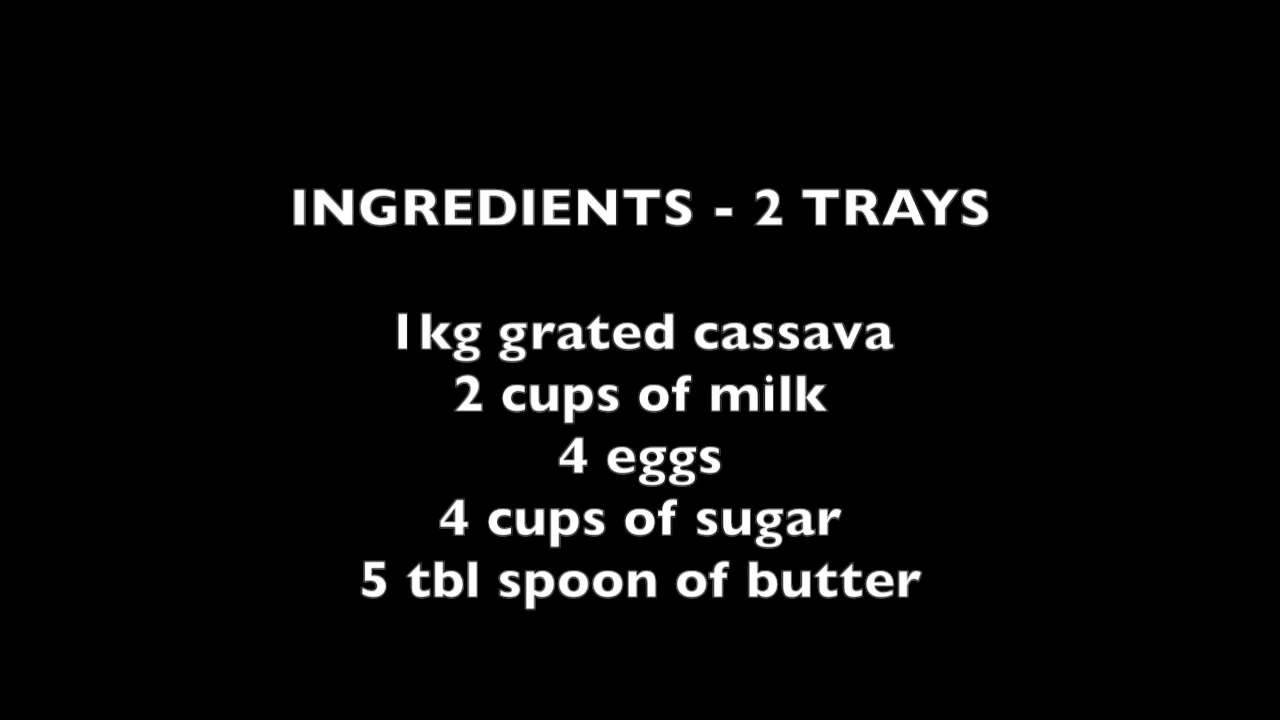 INGREDIENTS - 2 TRAYS
1kg grated cassava
2 cups of milk
4 eggs
4 cups of sugar
5 tbl spoon of butter